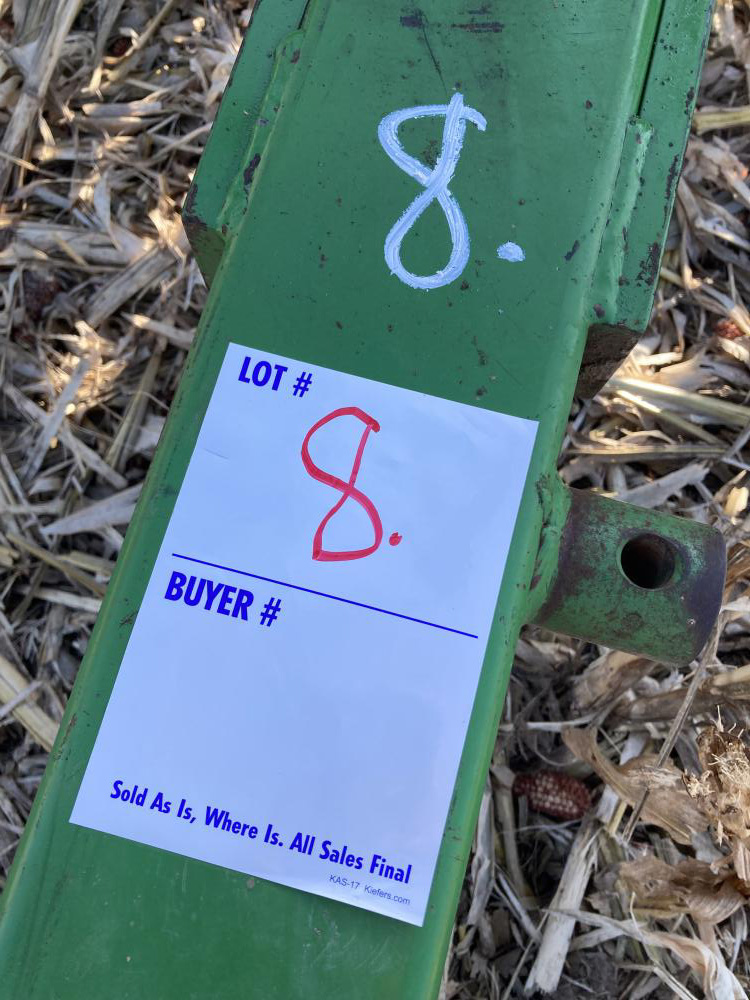 8.
LOT #
8.
BUYER #
Sold As Is, Where Is. All Sales Final
KAS-17 Kiefers.com